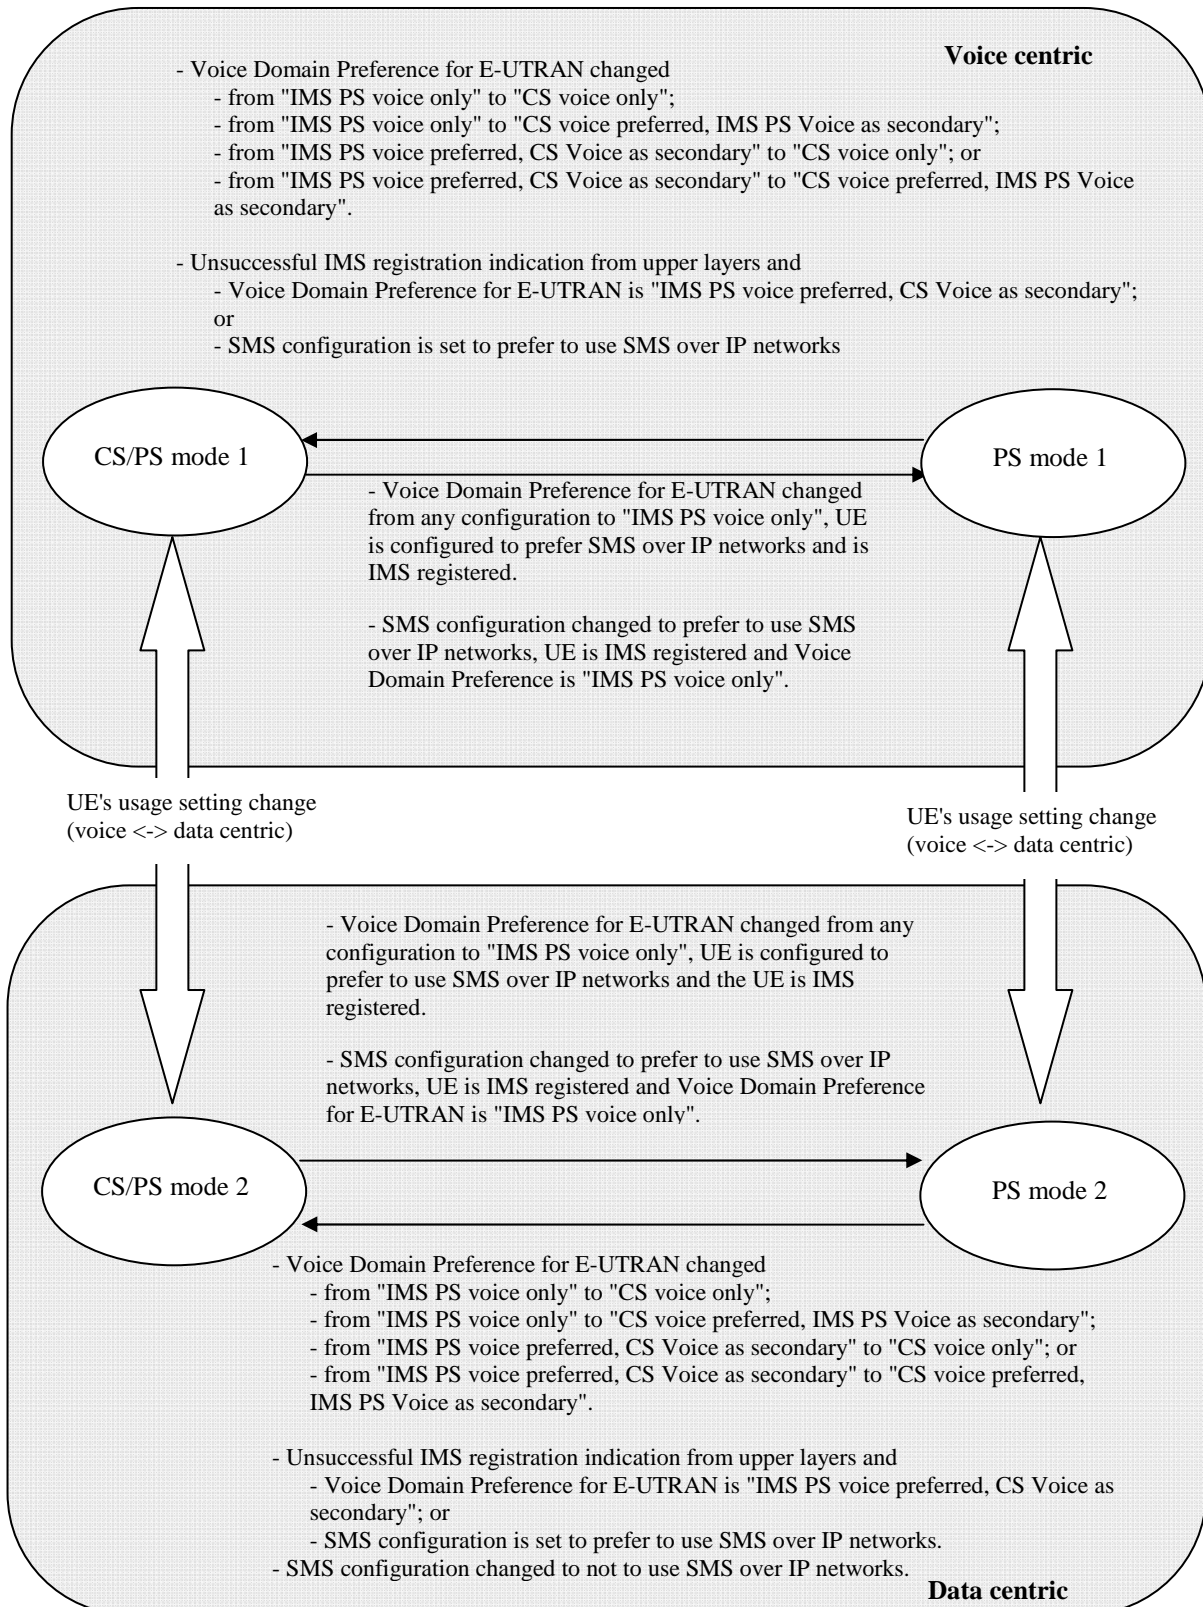 Voice centric
- Voice Domain Preference for E-UTRAN changed
- from "IMS PS voice only" to "CS voice only";
- from "IMS PS voice only" to "CS voice preferred, IMS PS Voice as secondary";
- from "IMS PS voice preferred, CS Voice as secondary" to "CS voice only"; or
- from "IMS PS voice preferred, CS Voice as secondary" to "CS voice preferred, IMS PS Voice
as secondary".
- Unsuccessful IMS registration indication from upper layers and
- Voice Domain Preference for E-UTRAN is "IMS PS voice preferred, CS Voice as secondary";
or
- SMS configuration is set to prefer to use SMS over IP networks
CS/PS mode 1
PS mode 1
- Voice Domain Preference for E-UTRAN changed
from any configuration to "IMS PS voice only", UE
is configured to prefer SMS over IP networks and is
IMS registered.
- SMS configuration changed to prefer to use SMS
over IP networks, UE is IMS registered and Voice
Domain Preference is "IMS PS voice only".
UE's usage setting change
(voice <-> data centric)
UE's usage setting change
(voice <-> data centric)
- Voice Domain Preference for E-UTRAN changed from any
configuration to "IMS PS voice only", UE is configured to
prefer to use SMS over IP networks and the UE is IMS
registered.
- SMS configuration changed to prefer to use SMS over IP
networks, UE is IMS registered and Voice Domain Preference
for E-UTRAN is "IMS PS voice only".
CS/PS mode 2
PS mode 2
- Voice Domain Preference for E-UTRAN changed
- from "IMS PS voice only" to "CS voice only";
- from "IMS PS voice only" to "CS voice preferred, IMS PS Voice as secondary";
- from "IMS PS voice preferred, CS Voice as secondary" to "CS voice only"; or
- from "IMS PS voice preferred, CS Voice as secondary" to "CS voice preferred,
IMS PS Voice as secondary".
- Unsuccessful IMS registration indication from upper layers and
- Voice Domain Preference for E-UTRAN is "IMS PS voice preferred, CS Voice as
secondary"; or
- SMS configuration is set to prefer to use SMS over IP networks.
- SMS configuration changed to not to use SMS over IP networks.
Data centric